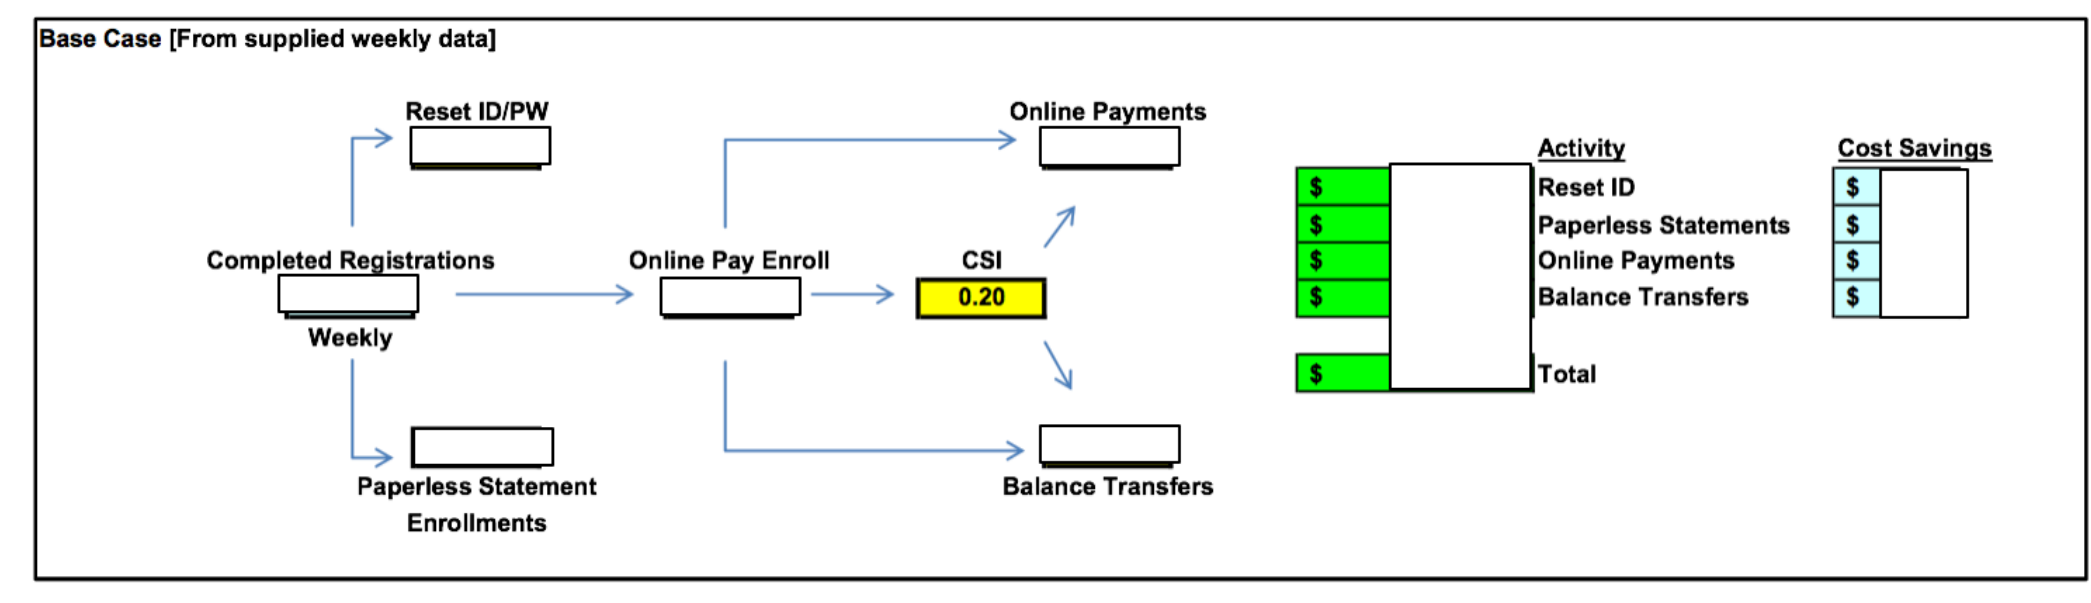 Base Case [From supplied weekly data]
Reset ID/PW
Online Payments
Completed Registrations
Weekly
Online Pay Enroll
CSI
0.20
Paperless Statement
Enrollments
Balance Transfers
Activity
Cost Savings
$ Reset ID $
$ Paperless Statements $
$ Online Payments $
$ Balance Transfers $
$ Total